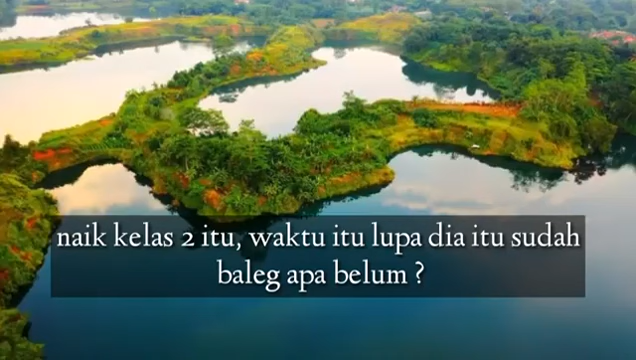 naik kelas 2 itu, waktu itu lupa dia itu sudah
baleg apa belum ?